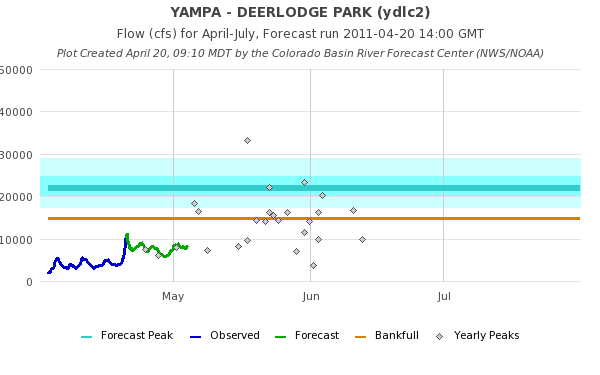 YAMPA - DEERLODGE PARK (ydlc2)
Flow (cfs) for April-July, Forecast run 2011-04-20 14:00 GMT
Plot Created April 20, 09:10 MDT by the Colorado Basin River Forecast Center (NWS/NOAA)
50000
40000
30000
20000
10000
0
May Jun Jul
Forecast Peak Observed Forecast Bankfull Yearly Peaks